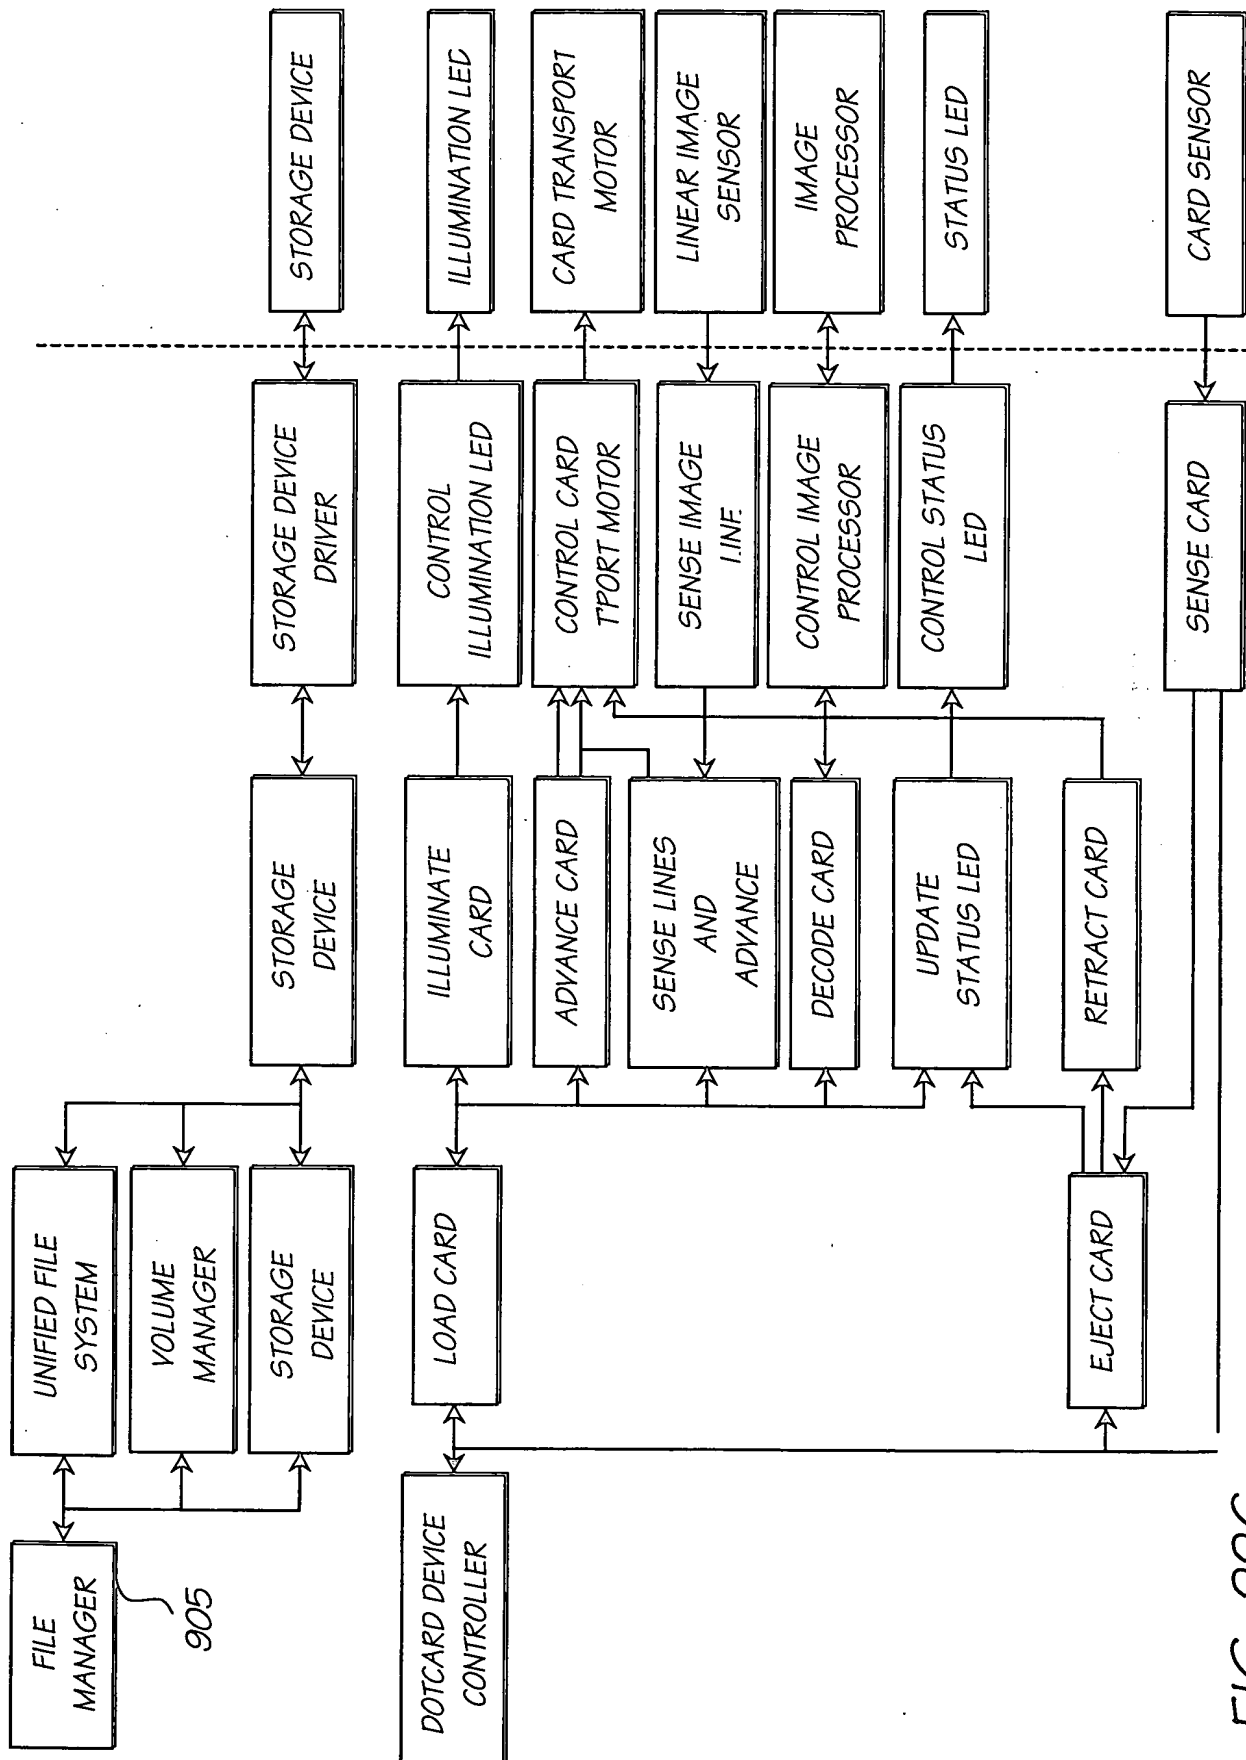 FILE
MANAGER
905
UNIFIED FILE
SYSTEM
VOLUME
MANAGER
STORAGE
DEVICE
STORAGE
DEVICE
STORAGE DEVICE
DRIVER
STORAGE DEVICE
DOTCARD DEVICE
CONTROLLER
LOAD CARD
EJECT CARD
ILLUMINATE
CARD
ADVANCE CARD
SENSE LINES
AND
ADVANCE
DECODE CARD
UPDATE
STATUS LED
RETRACT CARD
CONTROL
ILLUMINATION LED
CONTROL CARD
T'PORT MOTOR
SENSE IMAGE
I.INF.
CONTROL IMAGE
PROCESSOR
CONTROL STATUS
LED
SENSE CARD
ILLUMINATION LED
CARD TRANSPORT
MOTOR
LINEAR IMAGE
SENSOR
IMAGE
PROCESSOR
STATUS LED
CARD SENSOR